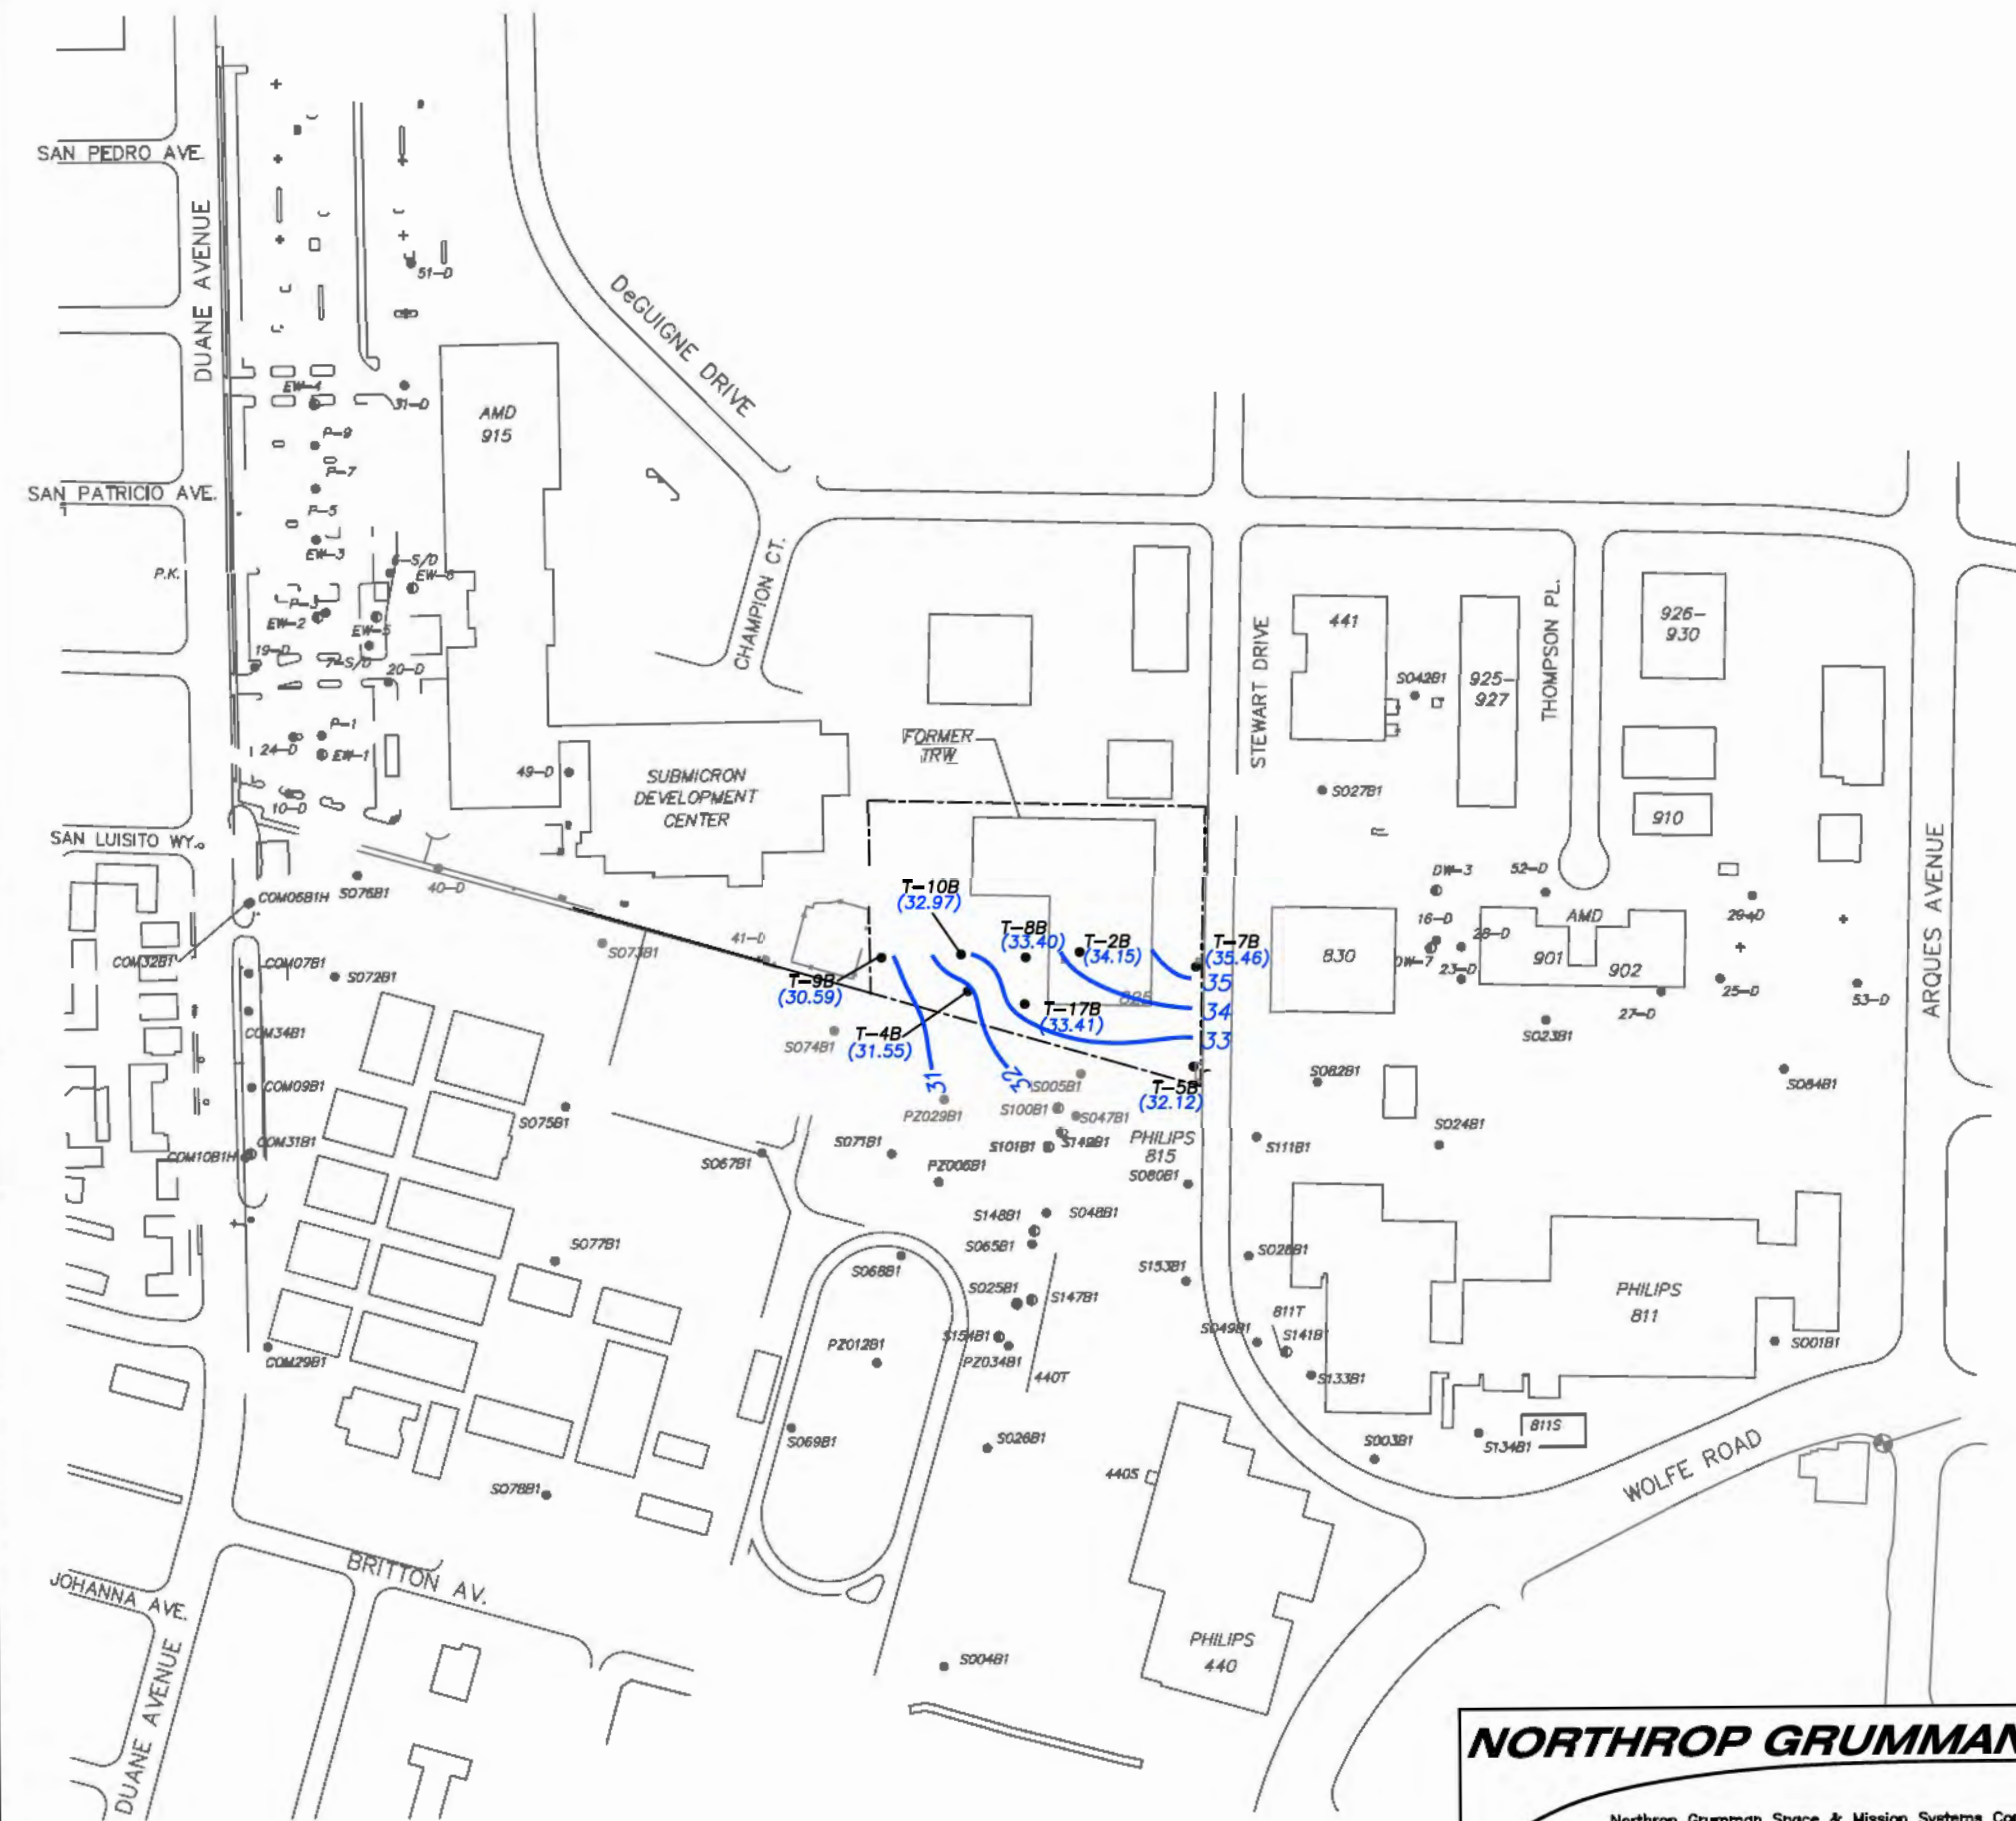 SAN PEDRO AVE.
DUANE AVENUE
51-D
DeGUIGNE DRIVE
EW-4
31-D
AMD
915
P-9
P-7
SAN PATRICIO AVE.
P-5
EW-3
6-S/D
EW-6
P.K.
P-3
EW-2
EW-5
19-D
7-S/D
20-D
CHAMPION CT.
STEWART DRIVE
441
S042B1
925-
927
THOMPSON PL.
926-
930
P-1
24-D
EW-1
10-D
49-D
SUBMICRON
DEVELOPMENT
CENTER
FORMER
TRW
S027B1
910
ARQUES AVENUE
SAN LUISITO WY.
COM06B1H
S076B1
40-D
T-10B
(32.97)
DW-3
52-D
16-D
AMD
29-D
T-8B
(33.40)
T-2B
(34.15)
T-7B
(35.46)
28-D
COM32B1
COM07B1
S072B1
S073B1
41-D
T-9B
(30.59)
830
DW-7
23-D
901
902
25-D
53-D
27-D
35
34
33
COM34B1
S074B1
T-4B
(31.55)
T-17B
(33.41)
S023B1
COM09B1
31
32
S005B1
T-5B
(32.12)
S082B1
S084B1
PZ029B1
S100B1
S047B1
S075B1
COM31B1
COM10B1H
S067B1
S071B1
S101B1
S149B1
PHILIPS
815
S111B1
S024B1
PZ006B1
S080B1
S148B1
S048B1
S065B1
S077B1
S068B1
S153B1
S028B1
S025B1
S147B1
PHILIPS
811
811T
S154B1
S049B1
S141B1
S001B1
COM29B1
PZ012B1
PZ034B1
440T
S133B1
S069B1
S026B1
S003B1
811S
S134B1
440S
WOLFE ROAD
S078B1
BRITTON AV.
JOHANNA AVE.
DUANE AVENUE
S004B1
PHILIPS
440
NORTHROP GRUMMAN
Northrop Grumman Space & Mission Systems